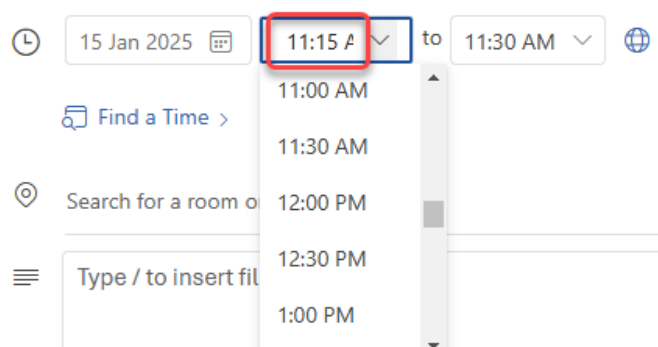 15 Jan 2025 11:15 A to 11:30 AM
11:00 AM
Find a Time >
11:30 AM
Search for a room o
12:00 PM
12:30 PM
Type / to insert fil
1:00 PM